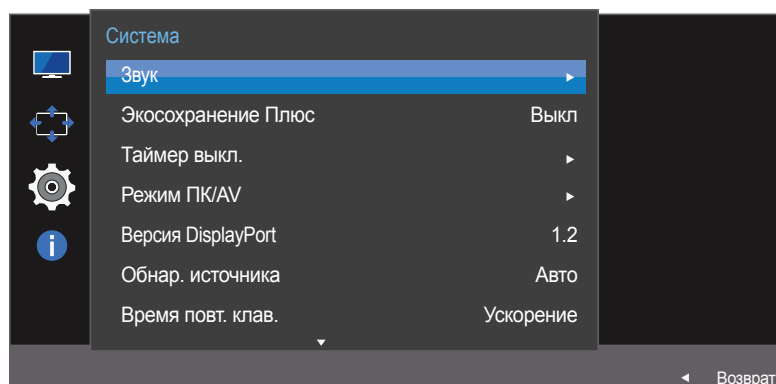 Система
Звук
Экосохранение Плюс Выкл
Таймер выкл.
Режим ПК/AV
Версия DisplayPort 1.2
Обнар. источника Авто
Время повт. клав. Ускорение
Возврат